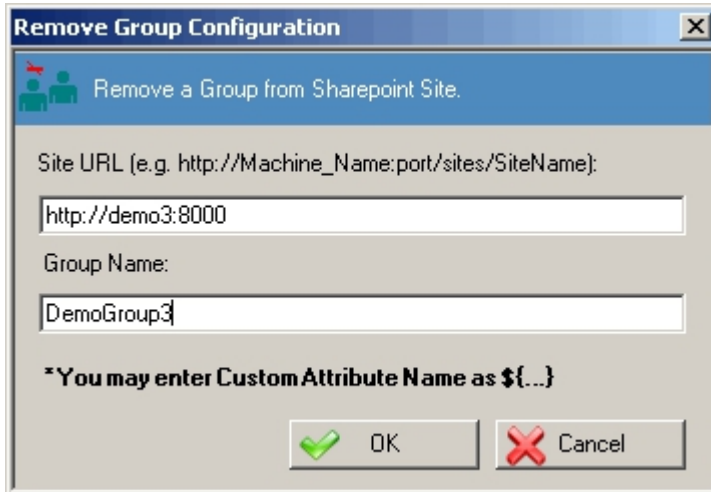 Remove Group Configuration
Remove a Group from Sharepoint Site.
Site URL (e.g. http://Machine_Name:port/sites/SiteName):
http://demo3:8000
Group Name:
DemoGroup3
*You may enter Custom Attribute Name as ${...}
OK Cancel